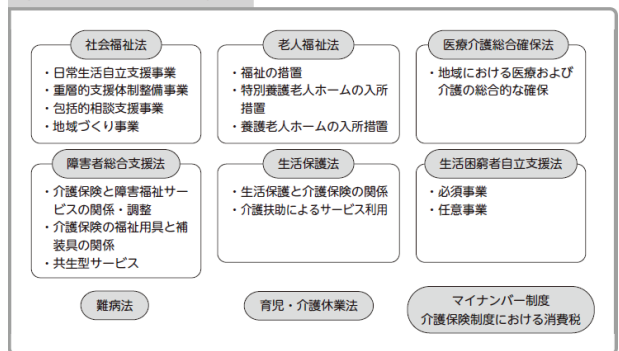 社会福祉法
・日常生活自立支援事業
・重層的支援体制整備事業
・包括的相談支援事業
・地域づくり事業
老人福祉法
・福祉の措置
・特別養護老人ホームの入所
措置
・養護老人ホームの入所措置
医療介護総合確保法
・地域における医療および
介護の総合的な確保
障害者総合支援法
・介護保険と障害福祉サー
ビスの関係・調整
・介護保険の福祉用具と補
装具の関係
・共生型サービス
生活保護法
・生活保護と介護保険の関係
・介護扶助によるサービス利用
生活困窮者自立支援法
・必須事業
・任意事業
難病法
育児・介護休業法
マイナンバー制度
介護保険制度における消費税